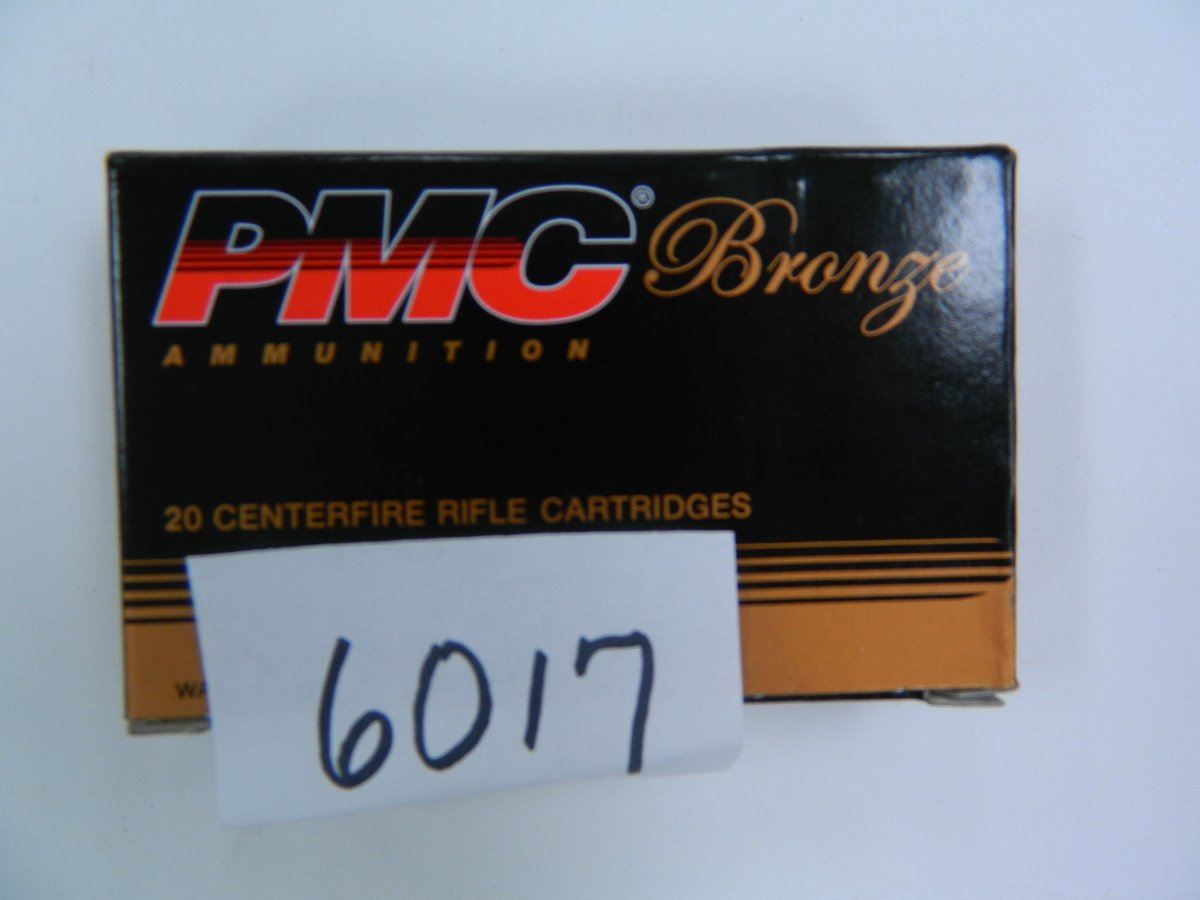 PMC® Bronze
AMMUNITION
20 CENTERFIRE RIFLE CARTRIDGES
6017